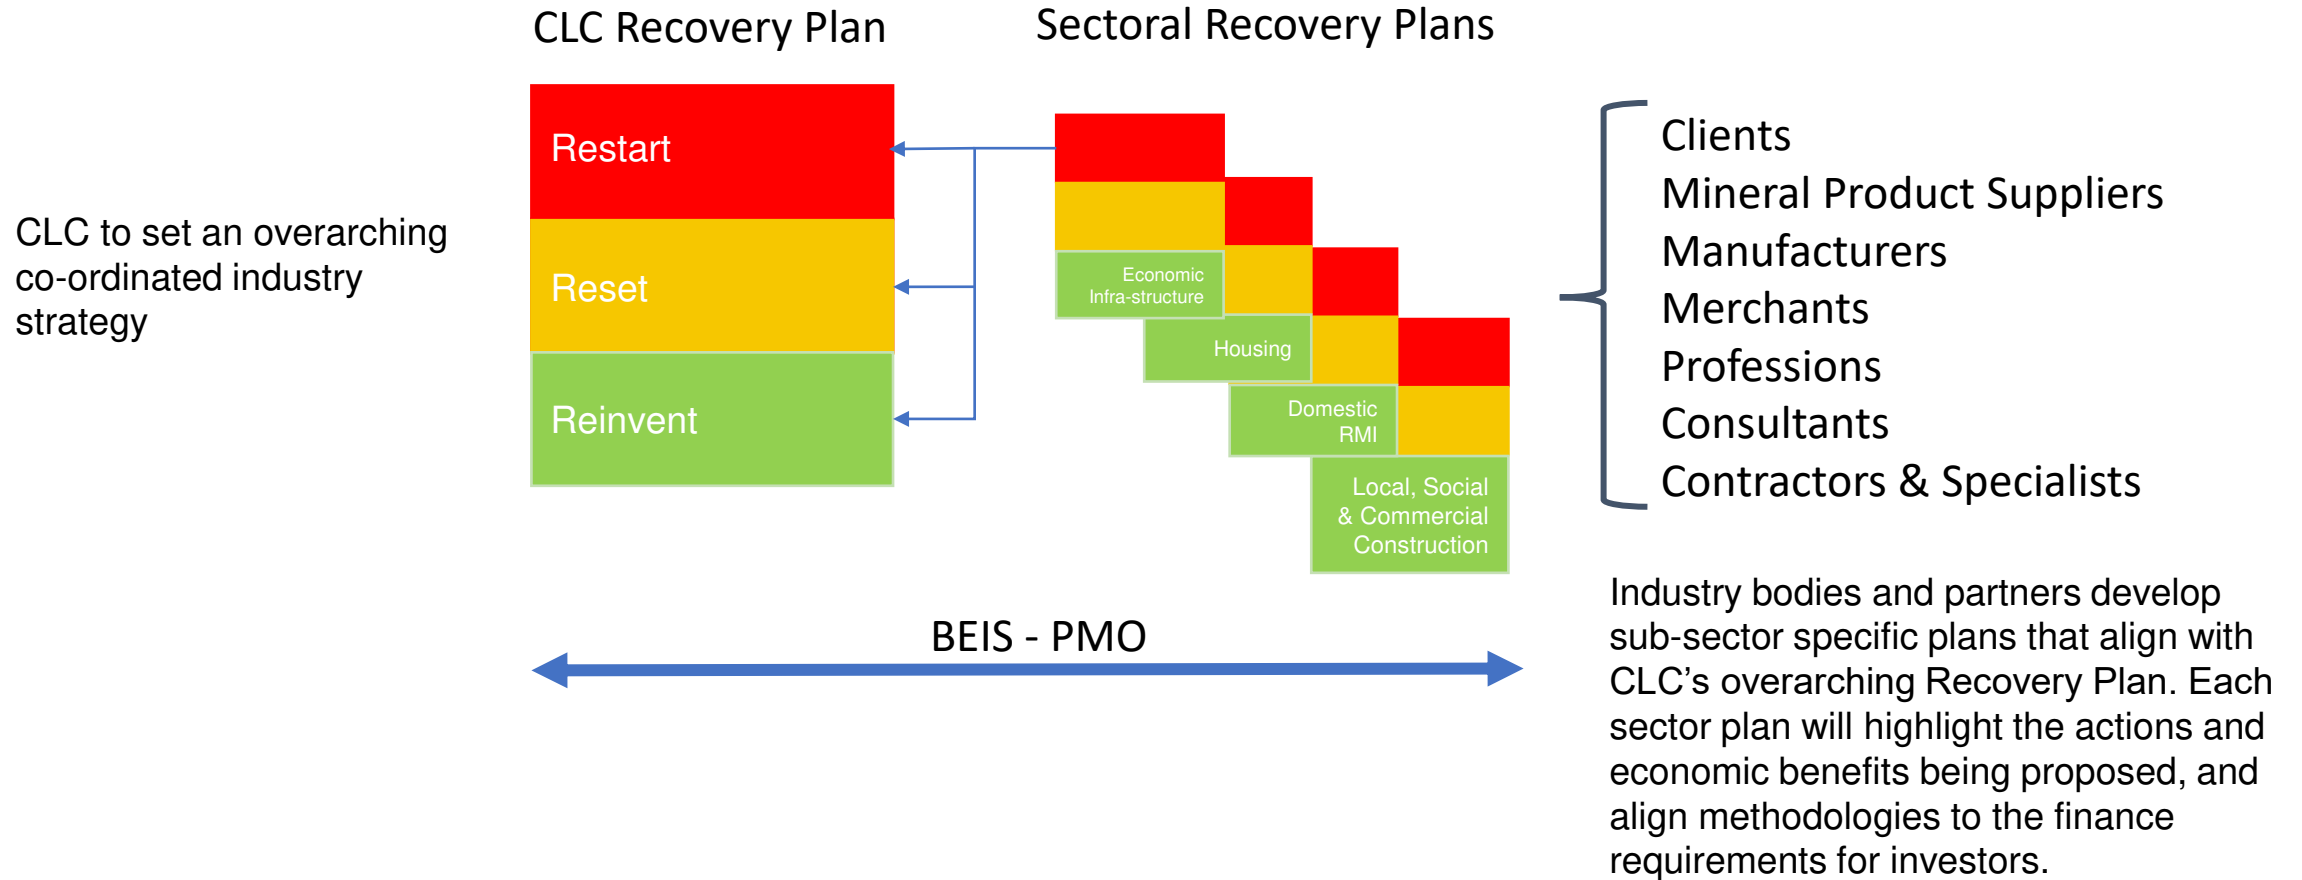 CLC Recovery Plan
Sectoral Recovery Plans
CLC to set an overarching
co-ordinated industry
strategy
Restart
Reset
Reinvent
Economic
Infra-structure
Housing
Domestic
RMI
Local, Social
& Commercial
Construction
Clients
Mineral Product Suppliers
Manufacturers
Merchants
Professions
Consultants
Contractors & Specialists
BEIS - PMO
Industry bodies and partners develop
sub-sector specific plans that align with
CLC’s overarching Recovery Plan. Each
sector plan will highlight the actions and
economic benefits being proposed, and
align methodologies to the finance
requirements for investors.